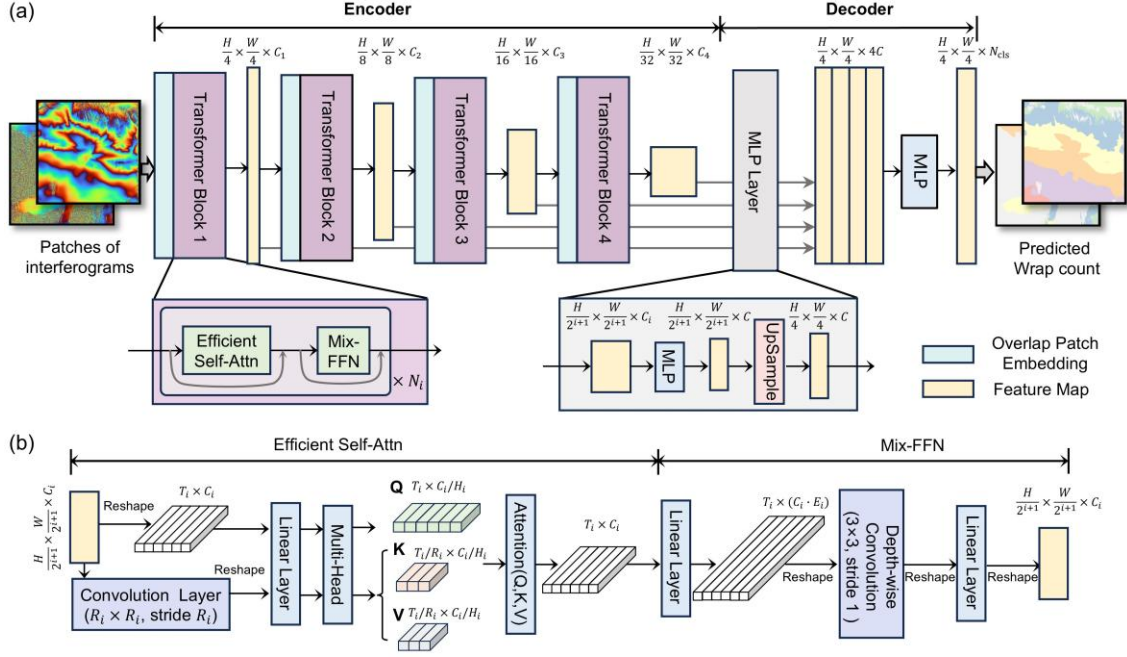 (a)
Encoder
Decoder
H/4 × W/4 × C₁
H/8 × W/8 × C₂
H/16 × W/16 × C₃
H/32 × W/32 × C₄
H/4 × W/4 × 4C
H/4 × W/4 × N_cls
Transformer Block 1
Transformer Block 2
Transformer Block 3
Transformer Block 4
MLP Layer
MLP
Patches of
interferograms
Predicted
Wrap count
Efficient
Self-Attn
Mix-
FFN
× Nᵢ
H/2^{i+1} × W/2^{i+1} × Cᵢ
H/2^{i+1} × W/2^{i+1} × C
H/4 × W/4 × C
MLP
UpSample
Overlap Patch
Embedding
Feature Map
(b)
Efficient Self-Attn
Mix-FFN
H/2^{i+1} × W/2^{i+1} × Cᵢ
Reshape
Tᵢ × Cᵢ
Convolution Layer
(Rᵢ × Rᵢ, stride Rᵢ)
Reshape
Linear Layer
Multi-Head
Q Tᵢ × Cᵢ/Hᵢ
K Tᵢ/Rᵢ × Cᵢ/Hᵢ
V Tᵢ/Rᵢ × Cᵢ/Hᵢ
Attention(Q,K,V)
Tᵢ × Cᵢ
Linear Layer
Tᵢ × (Cᵢ · Eᵢ)
Reshape
Depth-wise
Convolution
(3×3, stride 1)
Reshape
Linear Layer
Reshape
H/2^{i+1} × W/2^{i+1} × Cᵢ